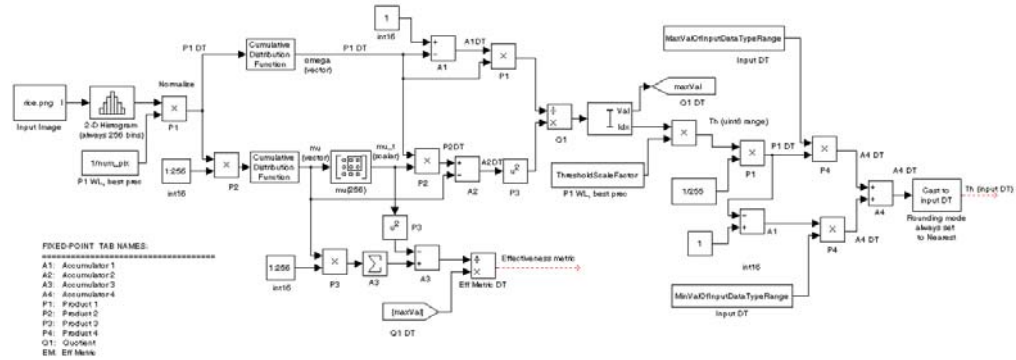 1
int16
MaxValOfInputDataTypeRange
Input DT
P1 DT
Cumulative
Distribution
Function
P1 DT
omega
(vector)
A1DT
A1
P1
maxVal
Q1 DT
Normalize
rice.png
Input Image
2-D Histogram
(always 256 bins)
P1
1/num_pix
P1 WL, best prec
Q1
Val
Idx
Th (uint8 range)
ThresholdScaleFactor
P1 WL, best prec
P1 DT
P1
1/255
P4
A4 DT
1:256
int16
P2
Cumulative
Distribution
Function
mu
(vector)
mu(256)
mu_t
(scalar)
P2DT
P2
A2DT
A2
u²
P3
A4 DT
A4
Cast to
input DT
Th (input DT)
Rounding mode
always set
to Nearest
u²
P3
1
A1
int16
P4
A4 DT
1:256
int16
P3
Σ
A3
A3
Eff Metric DT
Effectiveness metric
[maxVal]
Q1 DT
MinValOfInputDataTypeRange
Input DT
FIXED-POINT TAB NAMES:
A1: Accumulator 1
A2: Accumulator 2
A3: Accumulator 3
A4: Accumulator 4
P1: Product 1
P2: Product 2
P3: Product 3
P4: Product 4
Q1: Quotient
EM: Eff Metric